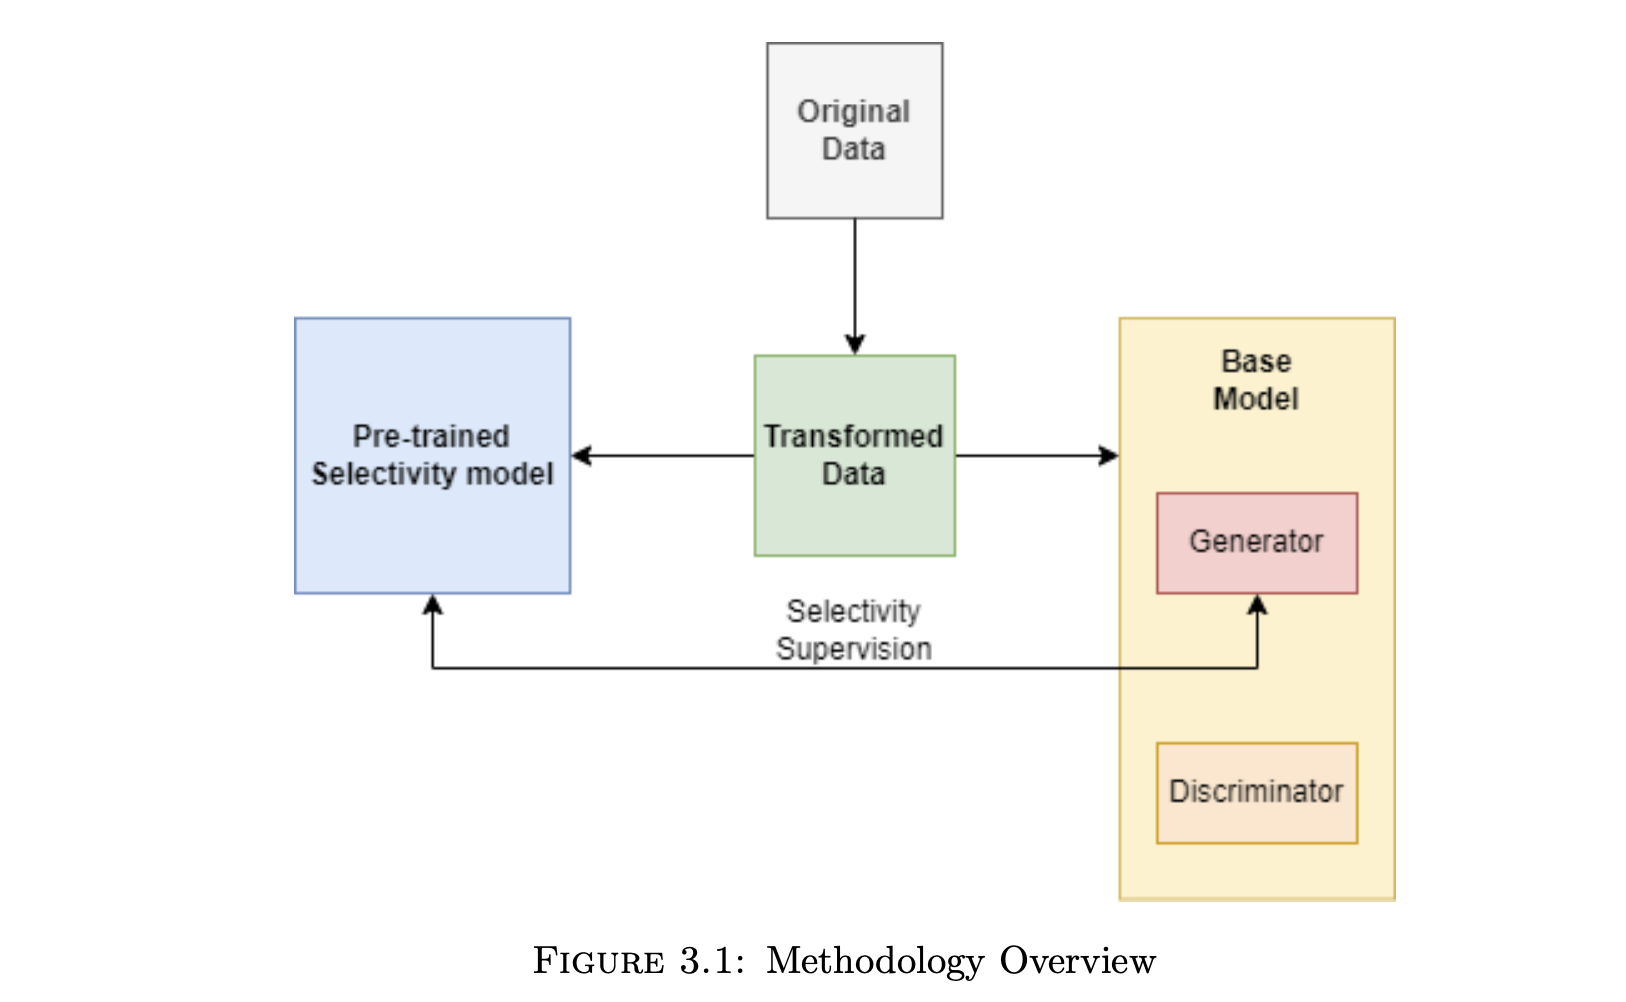 Original
Data
Pre-trained
Selectivity model
Transformed
Data
Base
Model
Generator
Selectivity
Supervision
Discriminator
FIGURE 3.1: Methodology Overview